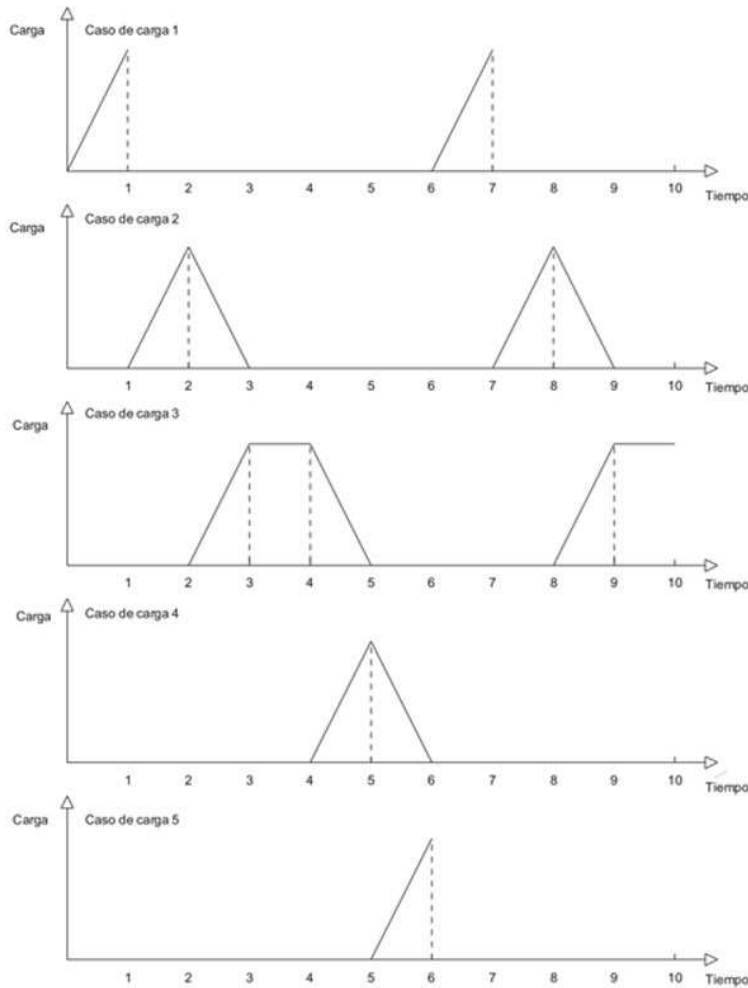 Carga Caso de carga 1
1 2 3 4 5 6 7 8 9 10 Tiempo
Carga Caso de carga 2
1 2 3 4 5 6 7 8 9 10 Tiempo
Carga Caso de carga 3
1 2 3 4 5 6 7 8 9 10 Tiempo
Carga Caso de carga 4
1 2 3 4 5 6 7 8 9 10 Tiempo
Carga Caso de carga 5
1 2 3 4 5 6 7 8 9 10 Tiempo